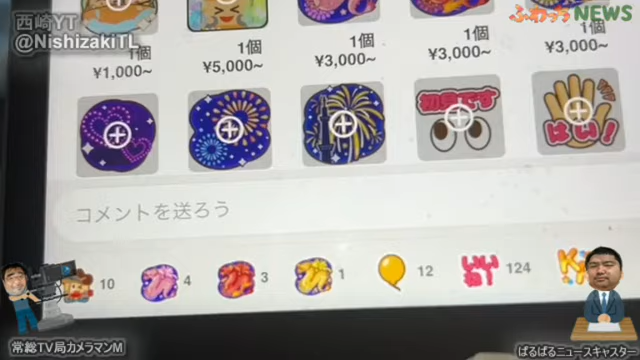 西崎YT
@NishizakiTL
ふわっちNEWS
1個
¥1,000~
1個
¥5,000~
1個
¥3,000~
1個
¥3,000~
1個
¥3,000~
初見です
はい!
コメントを送ろう
10
4
3
1
12
いいね!
124
常総TV局カメラマンM
ぱるぱるニュースキャスター